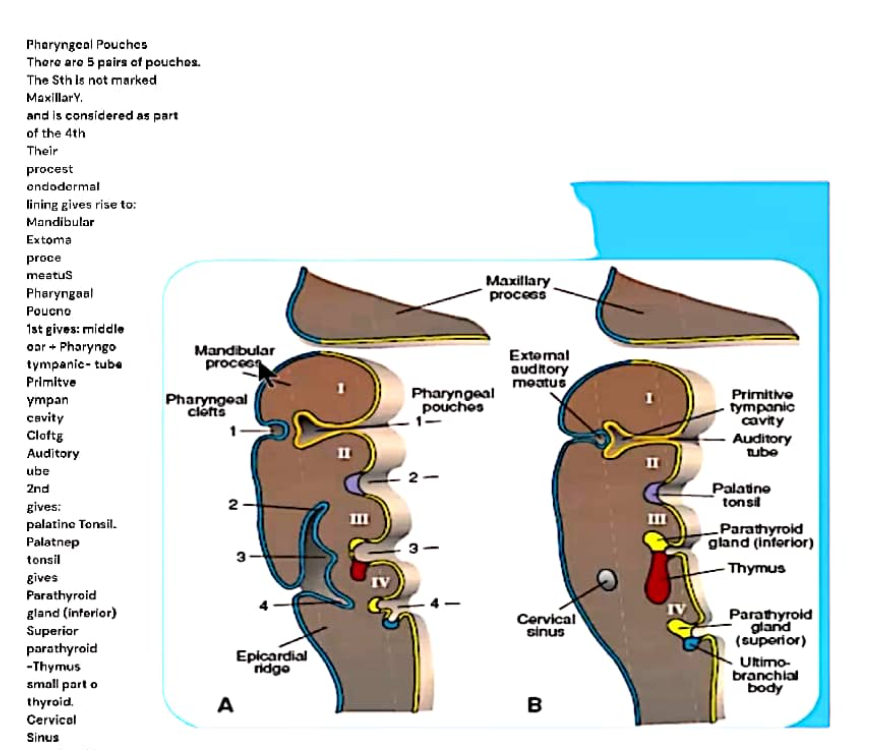 Pharyngeal Pouches
There are 5 pairs of pouches.
The Sth is not marked
MaxillarY.
and is considered as part
of the 4th
Their
procest
endodermal
lining gives rise to:
Mandibular
Extoma
proce
meatuS
Pharyngaal
Poucno
1st gives: middle
ear + Pharyngo
tympanic- tube
Primitve
ympan
cavity
Cloftg
Auditory
ube
2nd
gives:
palatine Tonsil.
Palatnep
tonsil
gives
Parathyroid
gland (inferior)
Superior
parathyroid
-Thymus
small part o
thyroid.
Cervical
Sinus
Maxillary
process
Mandibular
process
Pharyngeal
clefts
Pharyngeal
pouches
I
1
1
II
2
2
III
3
3
IV
4
4
Epicardial
ridge
A
External
auditory
meatus
I
Primitive
tympanic
cavity
Auditory
tube
II
Palatine
tonsil
III
Parathyroid
gland (inferior)
Thymus
IV
Cervical
sinus
Parathyroid
gland
(superior)
Ultimo-
branchial
body
B